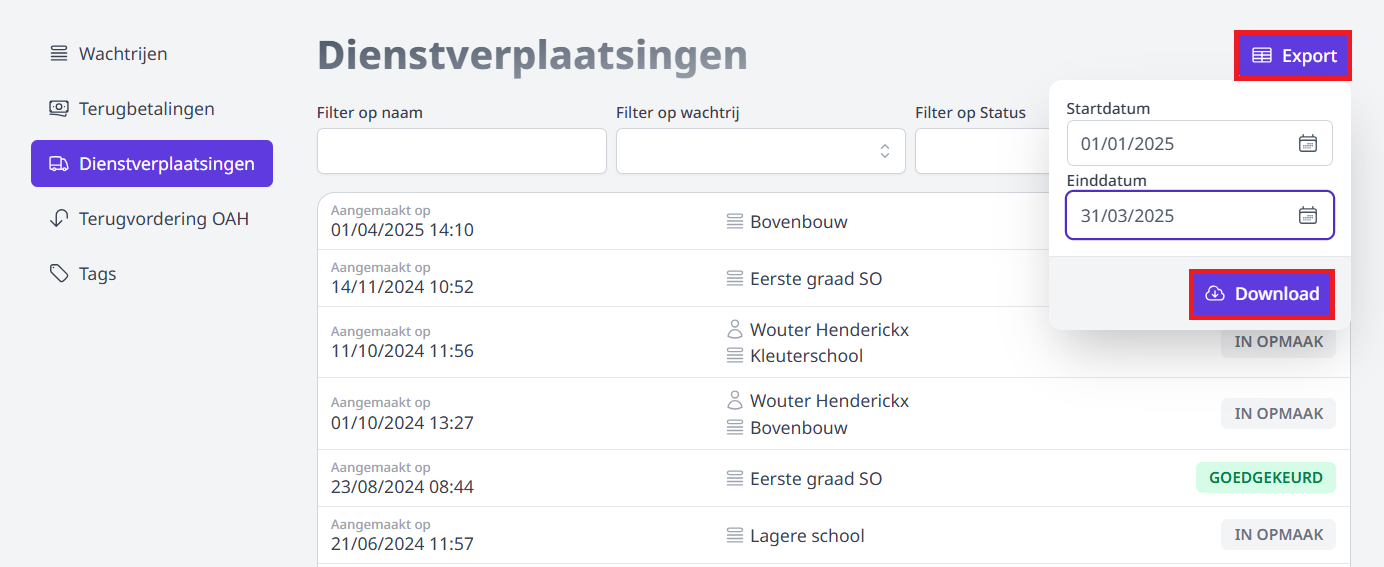 Wachtrijen
Terugbetalingen
Dienstverplaatsingen
Terugvordering OAH
Tags
Dienstverplaatsingen
Export
Filter op naam
Filter op wachtrij
Filter op Status
Startdatum
01/01/2025
Einddatum
31/03/2025
Download
Aangemaakt op
01/04/2025 14:10
Bovenbouw
Aangemaakt op
14/11/2024 10:52
Eerste graad SO
Aangemaakt op
11/10/2024 11:56
Wouter Henderickx
Kleuterschool
IN OPMAAK
Aangemaakt op
01/10/2024 13:27
Wouter Henderickx
Bovenbouw
IN OPMAAK
Aangemaakt op
23/08/2024 08:44
Eerste graad SO
GOEDGEKEURD
Aangemaakt op
21/06/2024 11:57
Lagere school
IN OPMAAK